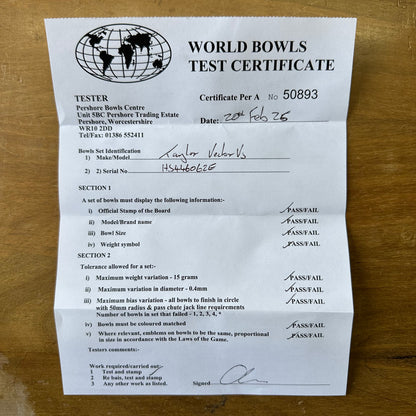 WORLD BOWLS
TEST CERTIFICATE
TESTER
Pershore Bowls Centre
Unit 5BC Pershore Trading Estate
Pershore, Worcestershire
WR10 2DD
Tel/Fax: 01386 552411
Certificate Per A No 50893
Date: 20th Feb 26
Bowls Set Identification
1) Make/Model Taylor Vector Vs
2) 2) Serial No HS446062E
SECTION 1
A set of bowls must display the following information:-
i) Official Stamp of the Board PASS/FAIL
ii) Model/Brand name PASS/FAIL
iii) Bowl Size PASS/FAIL
iv) Weight symbol PASS/FAIL
SECTION 2
Tolerance allowed for a set:-
i) Maximum weight variation - 15 grams PASS/FAIL
ii) Maximum variation in diameter - 0.4mm PASS/FAIL
iii) Maximum bias variation - all bowls to finish in circle PASS/FAIL
with 50mm radius & pass chute jack line requirements
Number of bowls in set that failed - 1, 2, 3, 4, *
iv) Bowls must be coloured matched PASS/FAIL
v) Where relevant, emblems on bowls to be the same, proportional PASS/FAIL
in size in accordance with the Laws of the Game.
Testers comments:-
Work required/carried out:-
1 Test and stamp
2 Re bais, test and stamp
3 Any other work as listed. Signed